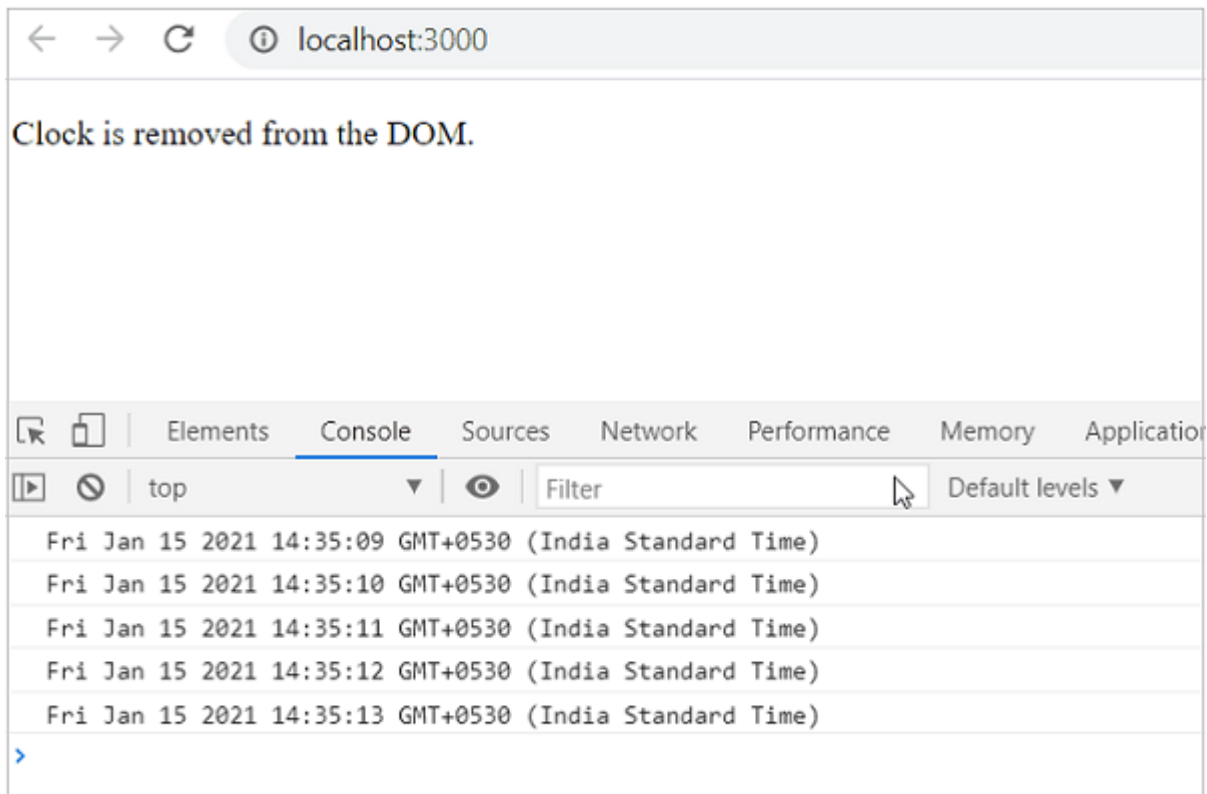 localhost:3000
Clock is removed from the DOM.
Elements Console Sources Network Performance Memory Application
top Filter Default levels
Fri Jan 15 2021 14:35:09 GMT+0530 (India Standard Time)
Fri Jan 15 2021 14:35:10 GMT+0530 (India Standard Time)
Fri Jan 15 2021 14:35:11 GMT+0530 (India Standard Time)
Fri Jan 15 2021 14:35:12 GMT+0530 (India Standard Time)
Fri Jan 15 2021 14:35:13 GMT+0530 (India Standard Time)